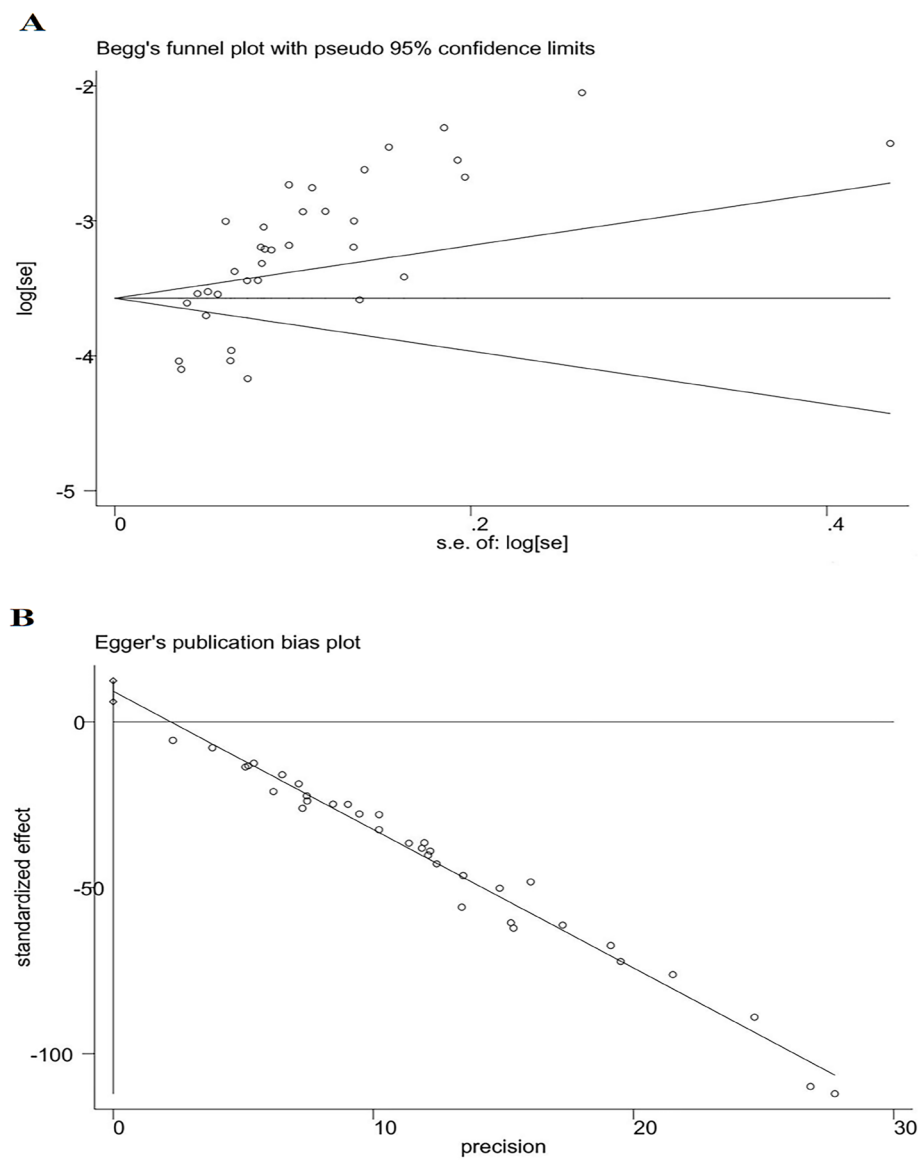 A
Begg's funnel plot with pseudo 95% confidence limits
log[se]
-2
-3
-4
-5
0
.2
.4
s.e. of: log[se]
B
Egger's publication bias plot
standardized effect
0
-50
-100
0
10
20
30
precision